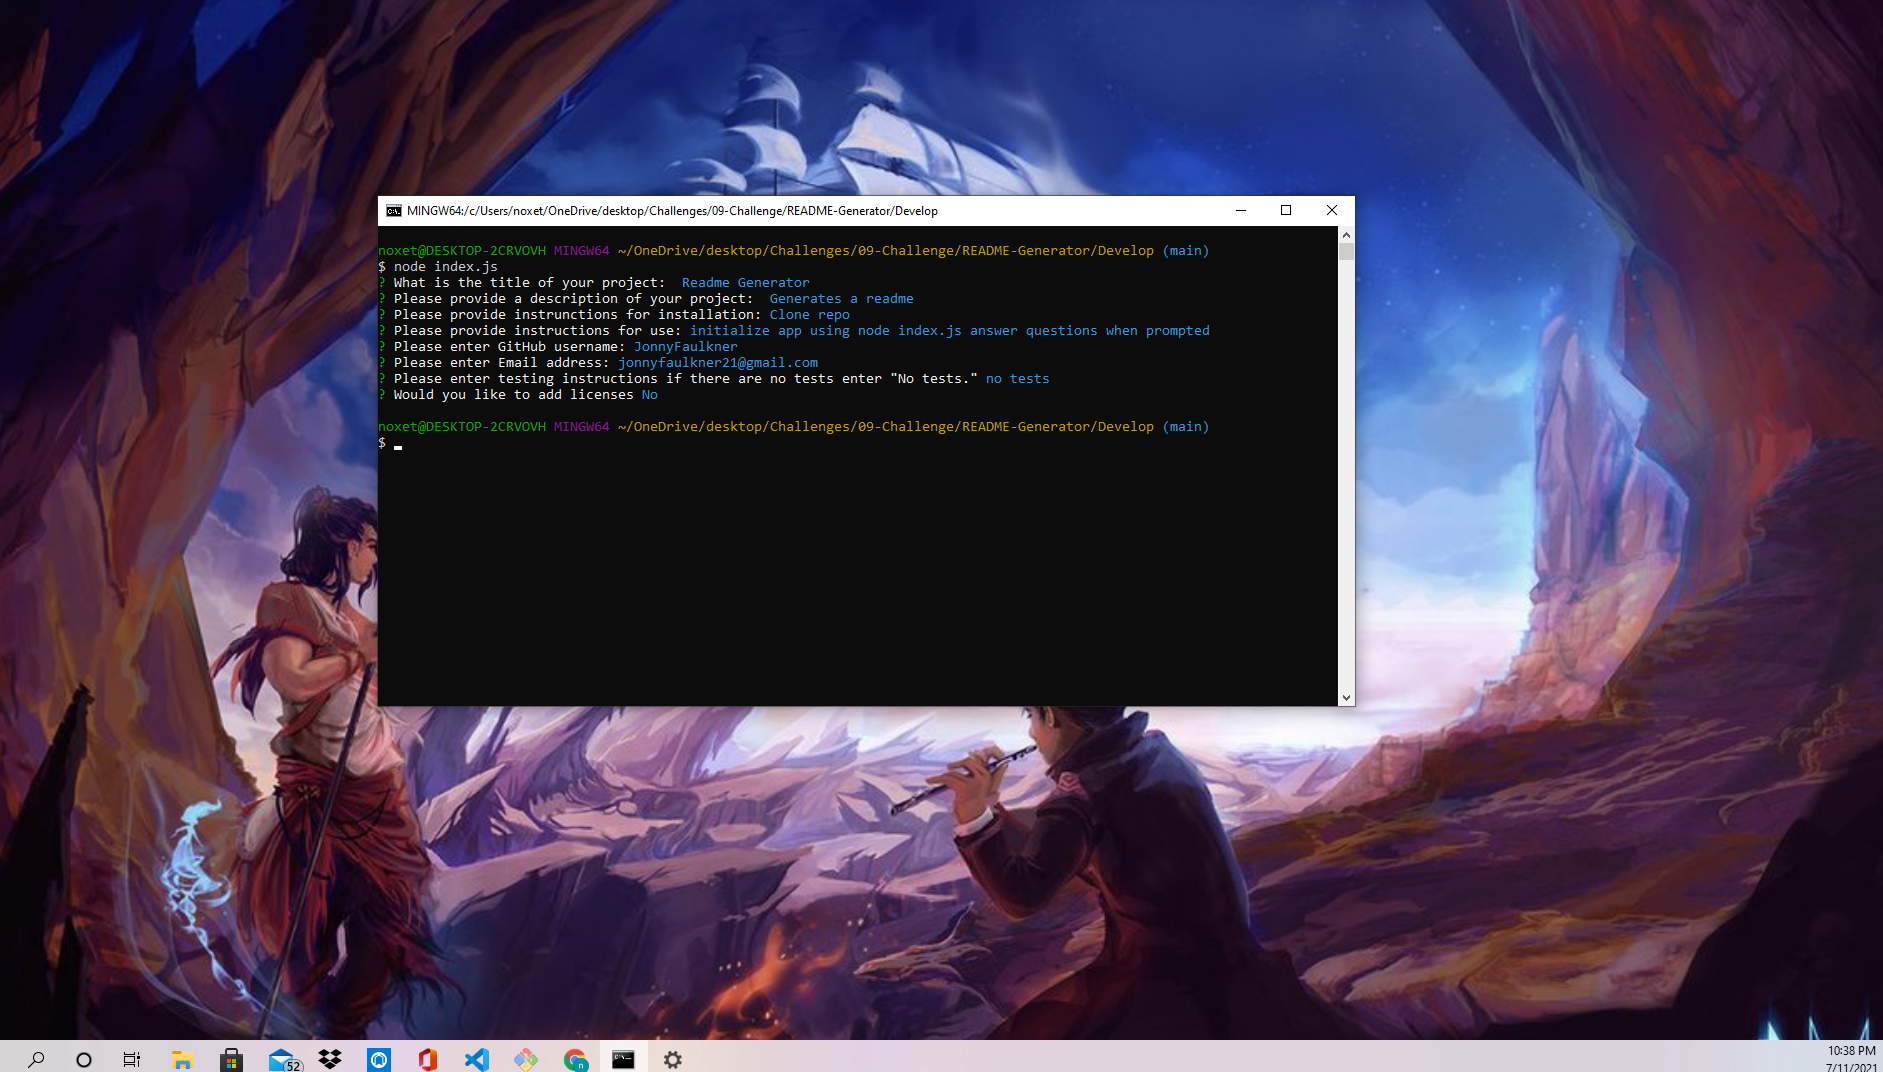 MINGW64:/c/Users/noxet/OneDrive/desktop/Challenges/09-Challenge/README-Generator/Develop
noxet@DESKTOP-2CRVOVH MINGW64 ~/OneDrive/desktop/Challenges/09-Challenge/README-Generator/Develop (main)
$ node index.js
? What is the title of your project:  Readme Generator
? Please provide a description of your project:  Generates a readme
? Please provide instrunctions for installation: Clone repo
? Please provide instructions for use: initialize app using node index.js answer questions when prompted
? Please enter GitHub username: JonnyFaulkner
? Please enter Email address: jonnyfaulkner21@gmail.com
? Please enter testing instructions if there are no tests enter "No tests." no tests
? Would you like to add licenses No
noxet@DESKTOP-2CRVOVH MINGW64 ~/OneDrive/desktop/Challenges/09-Challenge/README-Generator/Develop (main)
$
52
n
10:38 PM
7/11/2021